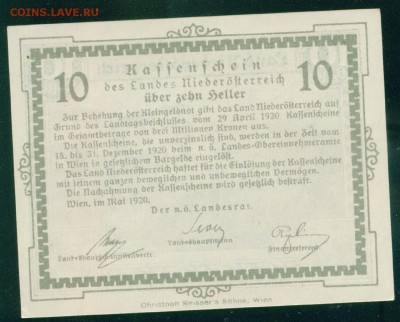 COINS.LAVE.RU
10 Kassenschein 10
des Landes Niederösterreich
über zehn Heller
Zur Behebung der Kleingeldnot gibt das Land Niederösterreich auf
Grund des Landtagsbeschlusses vom 29 April 1920 Kassenscheine
im Gesamtbetrage von drei Millionen Kronen aus.
Die Kassenscheine, die unverzinslich sind, werden in der Zeit vom
15. bis 31. Dezember 1920 beim n.ö. Landes-Obereinnehmeramte
in Wien in gesetzlichem Bargelde eingelöst.
Das Land Niederösterreich haftet für die Einlösung der Kassenscheine
mit seinem ganzen beweglichen und unbeweglichen Vermögen.
Die Nachahmung der Kassenscheine wird gesetzlich bestraft.
Wien, im Mai 1920.
Der n.ö. Landesrat.
Landeshauptmann
Finanzreferent
Christoph Reisser's Söhne, Wien